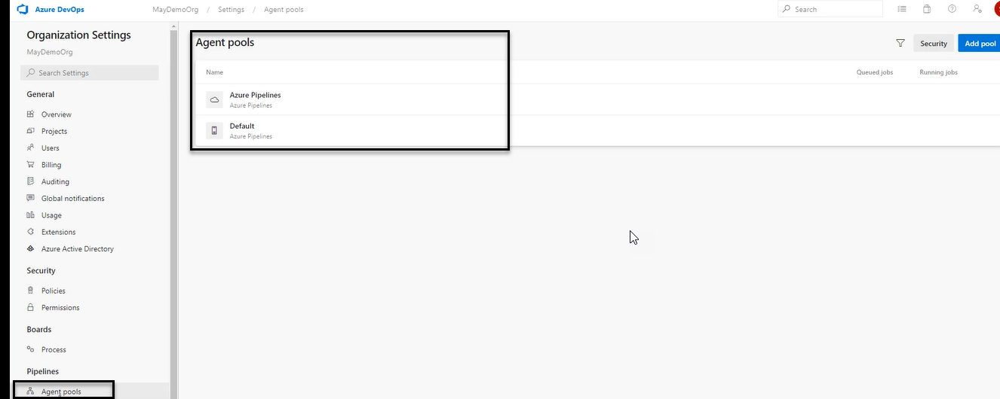 Azure DevOps
MayDemoOrg / Settings / Agent pools
Search
Organization Settings
MayDemoOrg
Search Settings
General
Overview
Projects
Users
Billing
Auditing
Global notifications
Usage
Extensions
Azure Active Directory
Security
Policies
Permissions
Boards
Process
Pipelines
Agent pools
Agent pools
Security
Add pool
Name
Queued jobs
Running jobs
Azure Pipelines
Azure Pipelines
Default
Azure Pipelines